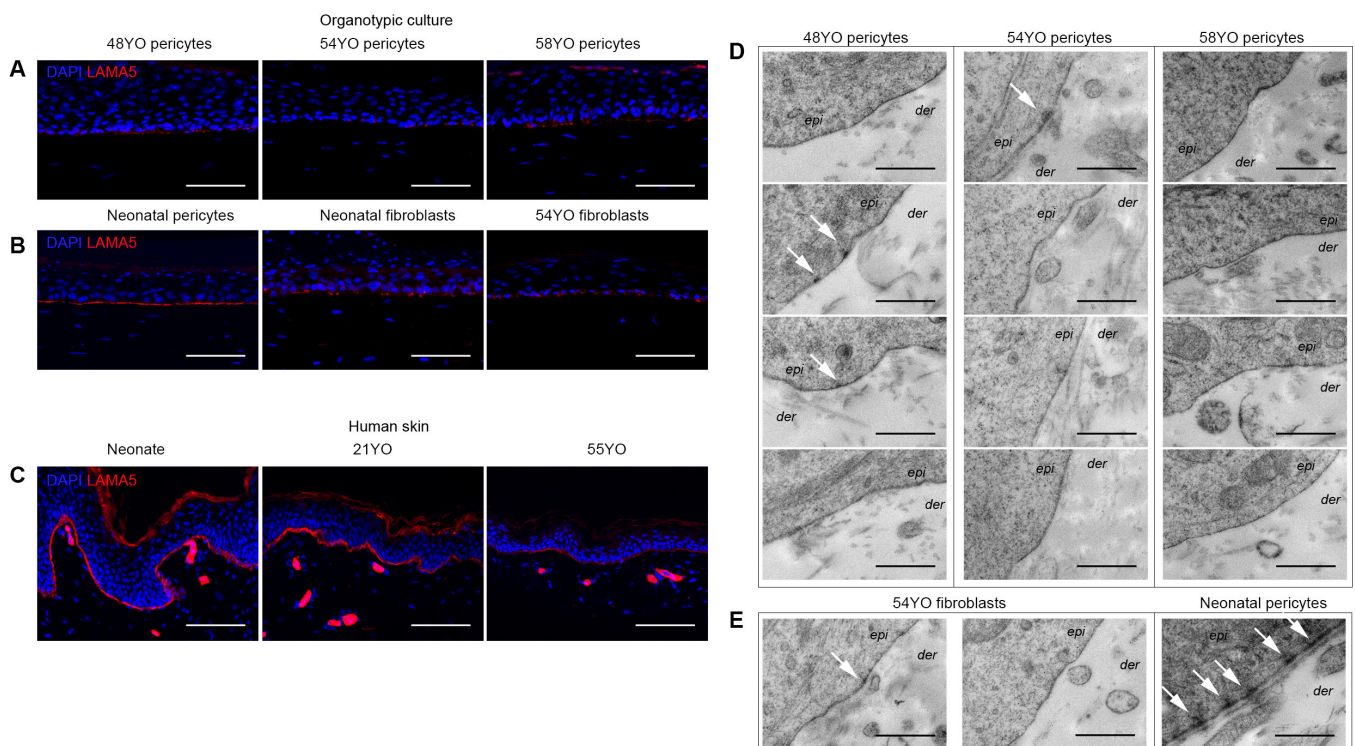 Organotypic culture
48YO pericytes 54YO pericytes 58YO pericytes
A
DAPI LAMA5
Neonatal pericytes Neonatal fibroblasts 54YO fibroblasts
B
DAPI LAMA5
Human skin
Neonate 21YO 55YO
C
DAPI LAMA5
48YO pericytes 54YO pericytes 58YO pericytes
D
epi der epi der epi der
epi der epi der epi der
epi der epi der epi der
epi der epi der epi der
54YO fibroblasts Neonatal pericytes
E
epi der epi der epi der